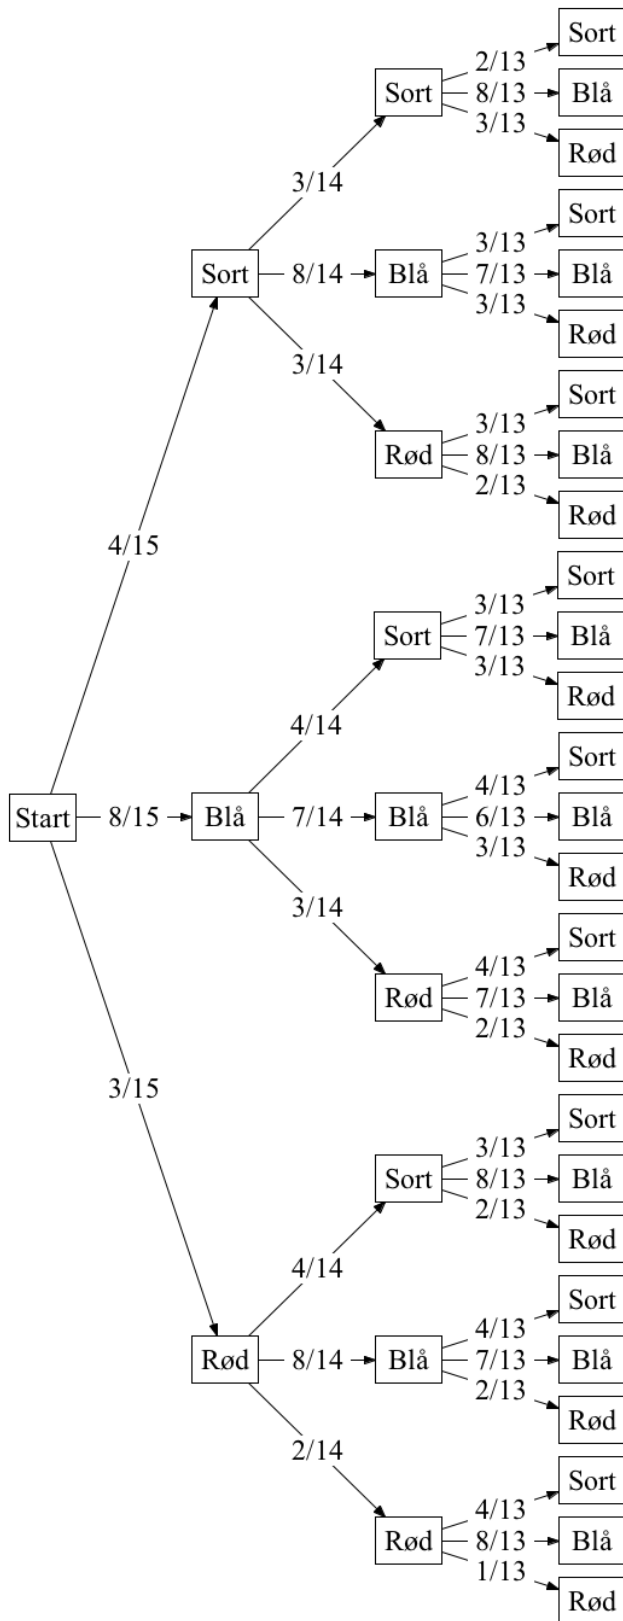 Sort
2/13
Sort
8/13
Blå
3/13
Rød
3/14
Sort
3/13
Sort
8/14
Blå
7/13
Blå
3/13
Rød
3/14
Sort
3/13
Rød
8/13
Blå
2/13
Rød
4/15
Sort
3/13
Sort
7/13
Blå
3/13
Rød
4/14
Sort
4/13
Start
8/15
Blå
7/14
Blå
6/13
Blå
3/13
Rød
3/14
Sort
4/13
Rød
7/13
Blå
2/13
Rød
3/15
Sort
3/13
Sort
8/13
Blå
2/13
Rød
4/14
Sort
4/13
Rød
8/14
Blå
7/13
Blå
2/13
Rød
2/14
Sort
4/13
Rød
8/13
Blå
1/13
Rød